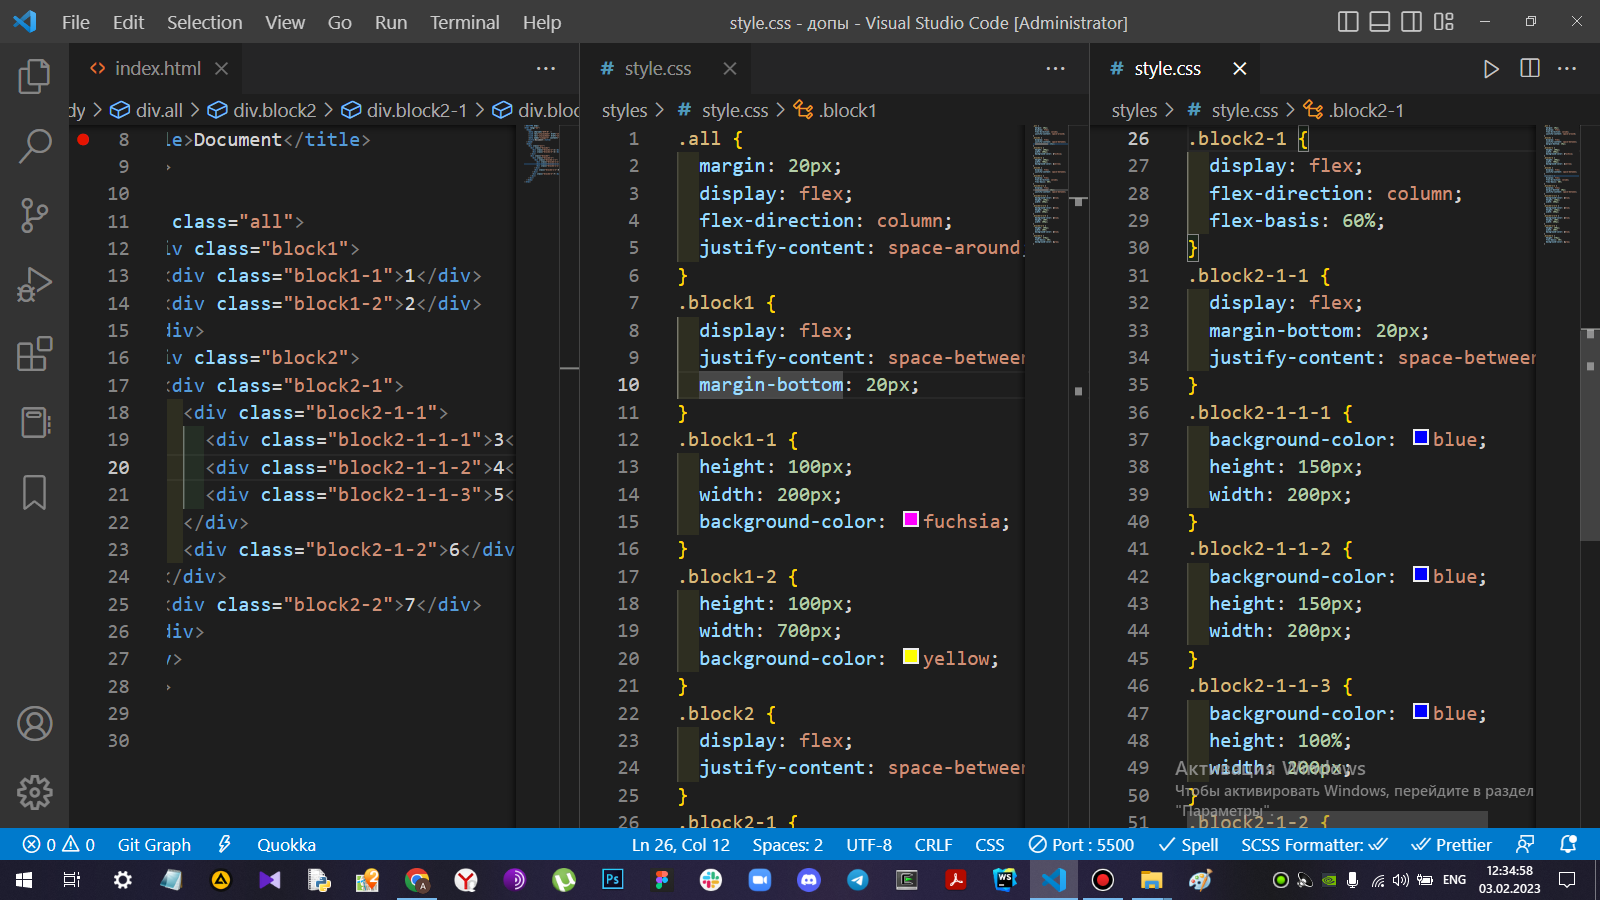 File Edit Selection View Go Run Terminal Help
style.css - допы - Visual Studio Code [Administrator]
index.html
dy > div.all > div.block2 > div.block2-1 > div.bloc
8 le>Document</title>
9 >
10
11 class="all">
12 iv class="block1">
13 <div class="block1-1">1</div>
14 <div class="block1-2">2</div>
15 div>
16 iv class="block2">
17 <div class="block2-1">
18 <div class="block2-1-1">
19 <div class="block2-1-1-1">3<
20 <div class="block2-1-1-2">4<
21 <div class="block2-1-1-3">5<
22 </div>
23 <div class="block2-1-2">6</div
24 </div>
25 <div class="block2-2">7</div>
26 div>
27 />
28 >
29
30
# style.css
styles > # style.css > .block1
1 .all {
2 margin: 20px;
3 display: flex;
4 flex-direction: column;
5 justify-content: space-around;
6 }
7 .block1 {
8 display: flex;
9 justify-content: space-between
10 margin-bottom: 20px;
11 }
12 .block1-1 {
13 height: 100px;
14 width: 200px;
15 background-color: fuchsia;
16 }
17 .block1-2 {
18 height: 100px;
19 width: 700px;
20 background-color: yellow;
21 }
22 .block2 {
23 display: flex;
24 justify-content: space-between
25 }
26 .block2-1 {
# style.css
styles > # style.css > .block2-1
26 .block2-1 {
27 display: flex;
28 flex-direction: column;
29 flex-basis: 60%;
30 }
31 .block2-1-1 {
32 display: flex;
33 margin-bottom: 20px;
34 justify-content: space-between
35 }
36 .block2-1-1-1 {
37 background-color: blue;
38 height: 150px;
39 width: 200px;
40 }
41 .block2-1-1-2 {
42 background-color: blue;
43 height: 150px;
44 width: 200px;
45 }
46 .block2-1-1-3 {
47 background-color: blue;
48 height: 100%;
49 width: 200px;
50 }
51 .block2-1-2 {
Активация Windows
Чтобы активировать Windows, перейдите в раздел
"Параметры".
0 0 Git Graph Quokka Ln 26, Col 12 Spaces: 2 UTF-8 CRLF CSS Port : 5500 Spell SCSS Formatter: Prettier
A Ps WS ENG
12:34:58
03.02.2023